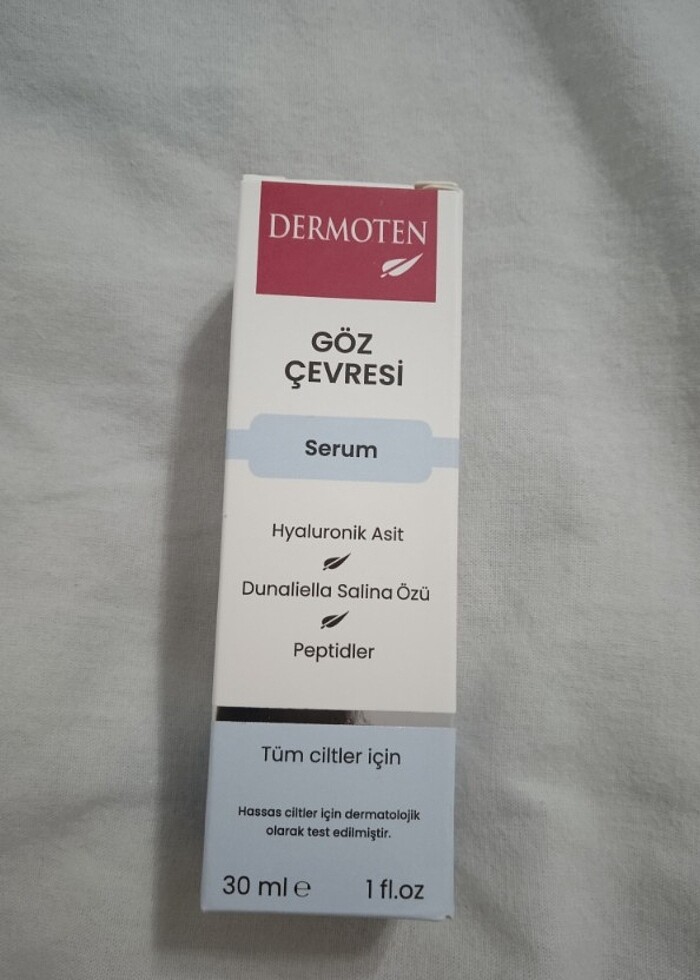 DERMOTEN
GÖZ
ÇEVRESİ
Serum
Hyaluronik Asit
Dunaliella Salina Özü
Peptidler
Tüm ciltler için
Hassas ciltler için dermatolojik
olarak test edilmiştir.
30 ml ℮ 1 fl.oz